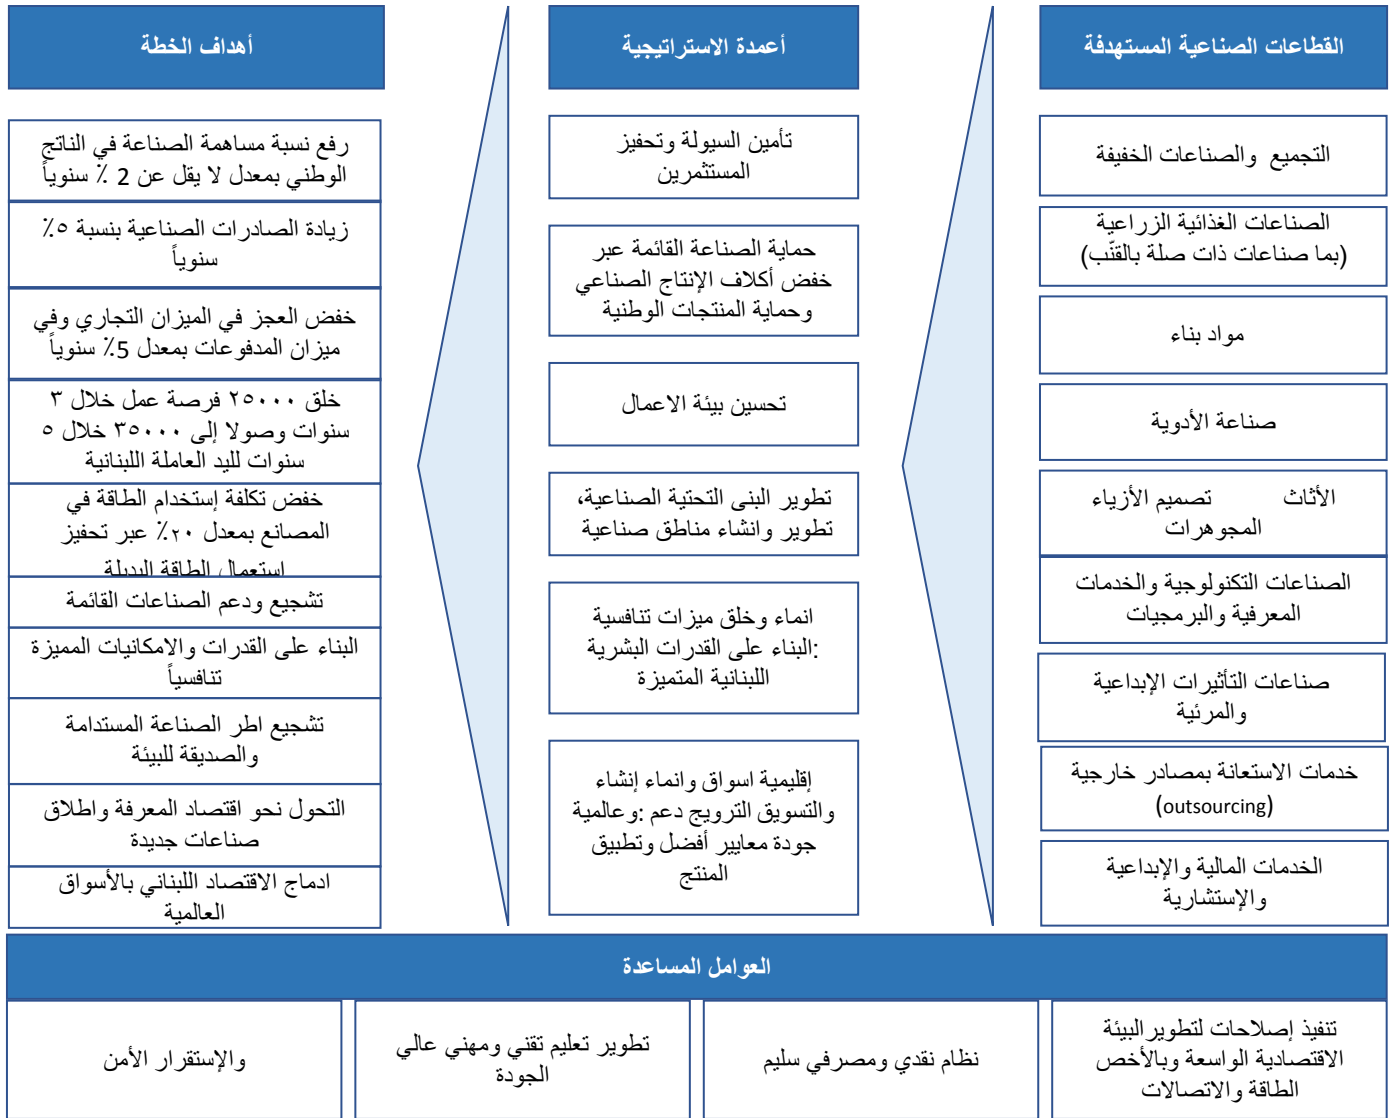 القطاعات الصناعية المستهدفة
التجميع والصناعات الخفيفة
الصناعات الغذائية الزراعية
(بما صناعات ذات صلة بالقنّب)
مواد بناء
صناعة الأدوية
الأثاث تصميم الأزياء
المجوهرات
الصناعات التكنولوجية والخدمات
المعرفية والبرمجيات
صناعات التأثيرات الإبداعية
والمرئية
خدمات الاستعانة بمصادر خارجية
(outsourcing)
الخدمات المالية والإبداعية
والإستشارية
أعمدة الاستراتيجية
تأمين السيولة وتحفيز
المستثمرين
حماية الصناعة القائمة عبر
خفض أكلاف الإنتاج الصناعي
وحماية المنتجات الوطنية
تحسين بيئة الاعمال
تطوير البنى التحتية الصناعية،
تطوير وانشاء مناطق صناعية
انماء وخلق ميزات تنافسية
:البناء على القدرات البشرية
اللبنانية المتميزة
إقليمية اسواق وانماء إنشاء
والتسويق الترويج دعم :وعالمية
جودة معايير أفضل وتطبيق
المنتج
أهداف الخطة
رفع نسبة مساهمة الصناعة في الناتج
الوطني بمعدل لا يقل عن 2 ٪ سنوياً
زيادة الصادرات الصناعية بنسبة ٥٪
سنوياً
خفض العجز في الميزان التجاري وفي
ميزان المدفوعات بمعدل 5٪ سنوياً
خلق ٢٥٠٠٠ فرصة عمل خلال ٣
سنوات وصولا إلى ٣٥٠٠٠ خلال ٥
سنوات لليد العاملة اللبنانية
خفض تكلفة إستخدام الطاقة في
المصانع بمعدل ٢٠٪ عبر تحفيز
استعمال الطاقة البديلة
تشجيع ودعم الصناعات القائمة
البناء على القدرات والامكانيات المميزة
تنافسياً
تشجيع اطر الصناعة المستدامة
والصديقة للبيئة
التحول نحو اقتصاد المعرفة واطلاق
صناعات جديدة
ادماج الاقتصاد اللبناني بالأسواق
العالمية
العوامل المساعدة
تنفيذ إصلاحات لتطويرالبيئة
الاقتصادية الواسعة وبالأخص
الطاقة والاتصالات
نظام نقدي ومصرفي سليم
تطوير تعليم تقني ومهني عالي
الجودة
والإستقرار الأمن